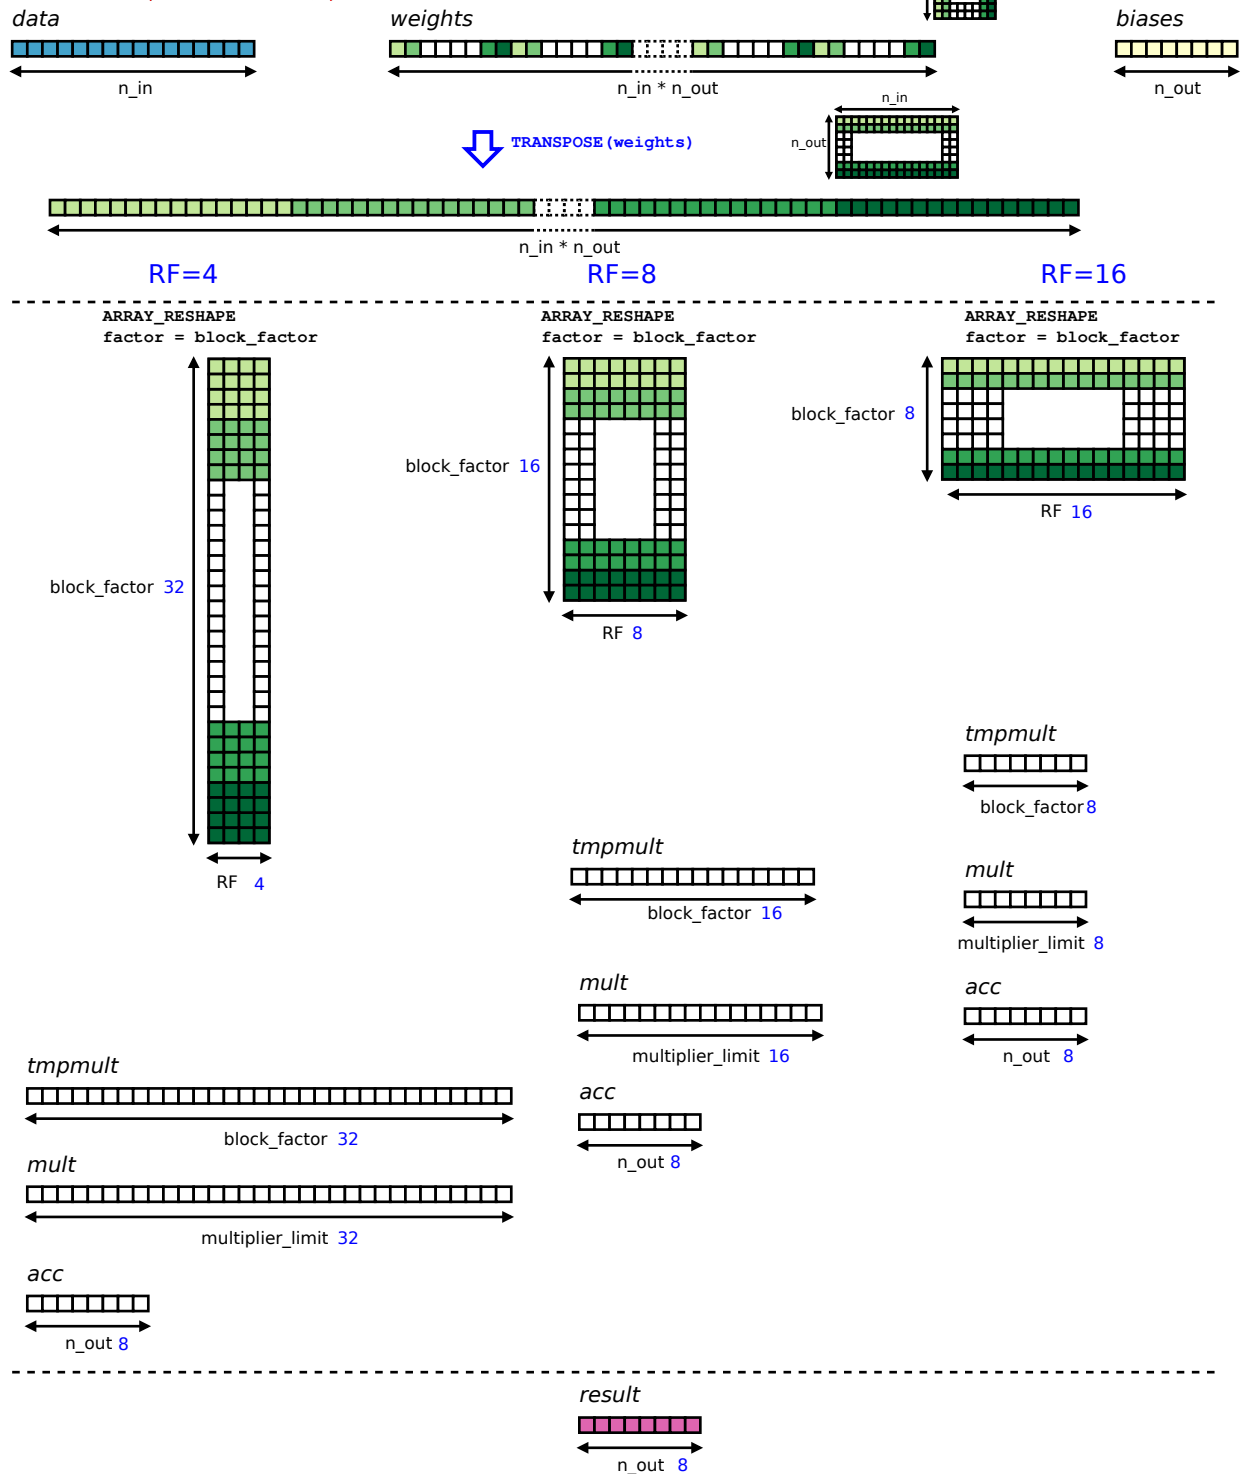 data
weights
biases
n_in
n_in * n_out
n_out
n_in
n_out
TRANSPOSE(weights)
n_in * n_out
RF=4
RF=8
RF=16
ARRAY_RESHAPE
factor = block_factor
ARRAY_RESHAPE
factor = block_factor
ARRAY_RESHAPE
factor = block_factor
block_factor 8
block_factor 16
RF 16
block_factor 32
RF 8
tmpmult
block_factor 8
tmpmult
mult
RF 4
block_factor 16
multiplier_limit 8
mult
acc
multiplier_limit 16
n_out 8
tmpmult
acc
block_factor 32
n_out 8
mult
multiplier_limit 32
acc
n_out 8
result
n_out 8